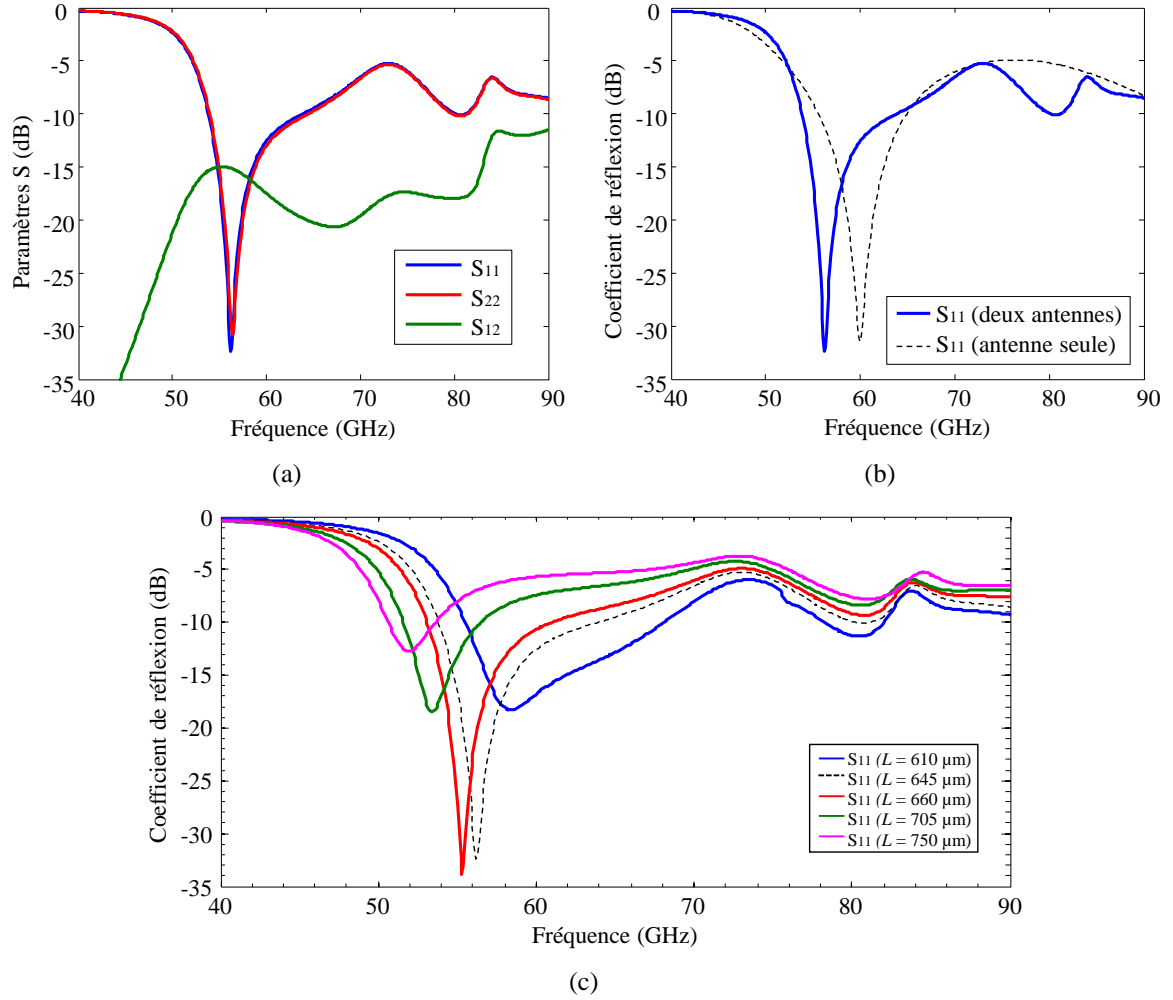 0
-5
-10
-15
-20
-25
-30
-35
Paramètres S (dB)
S11
S22
S12
40 50 60 70 80 90
Fréquence (GHz)
(a)
0
-5
-10
-15
-20
-25
-30
-35
Coefficient de réflexion (dB)
S11 (deux antennes)
S11 (antenne seule)
40 50 60 70 80 90
Fréquence (GHz)
(b)
0
-5
-10
-15
-20
-25
-30
-35
Coefficient de réflexion (dB)
S11 (L = 610 µm)
S11 (L = 645 µm)
S11 (L = 660 µm)
S11 (L = 705 µm)
S11 (L = 750 µm)
40 50 60 70 80 90
Fréquence (GHz)
(c)